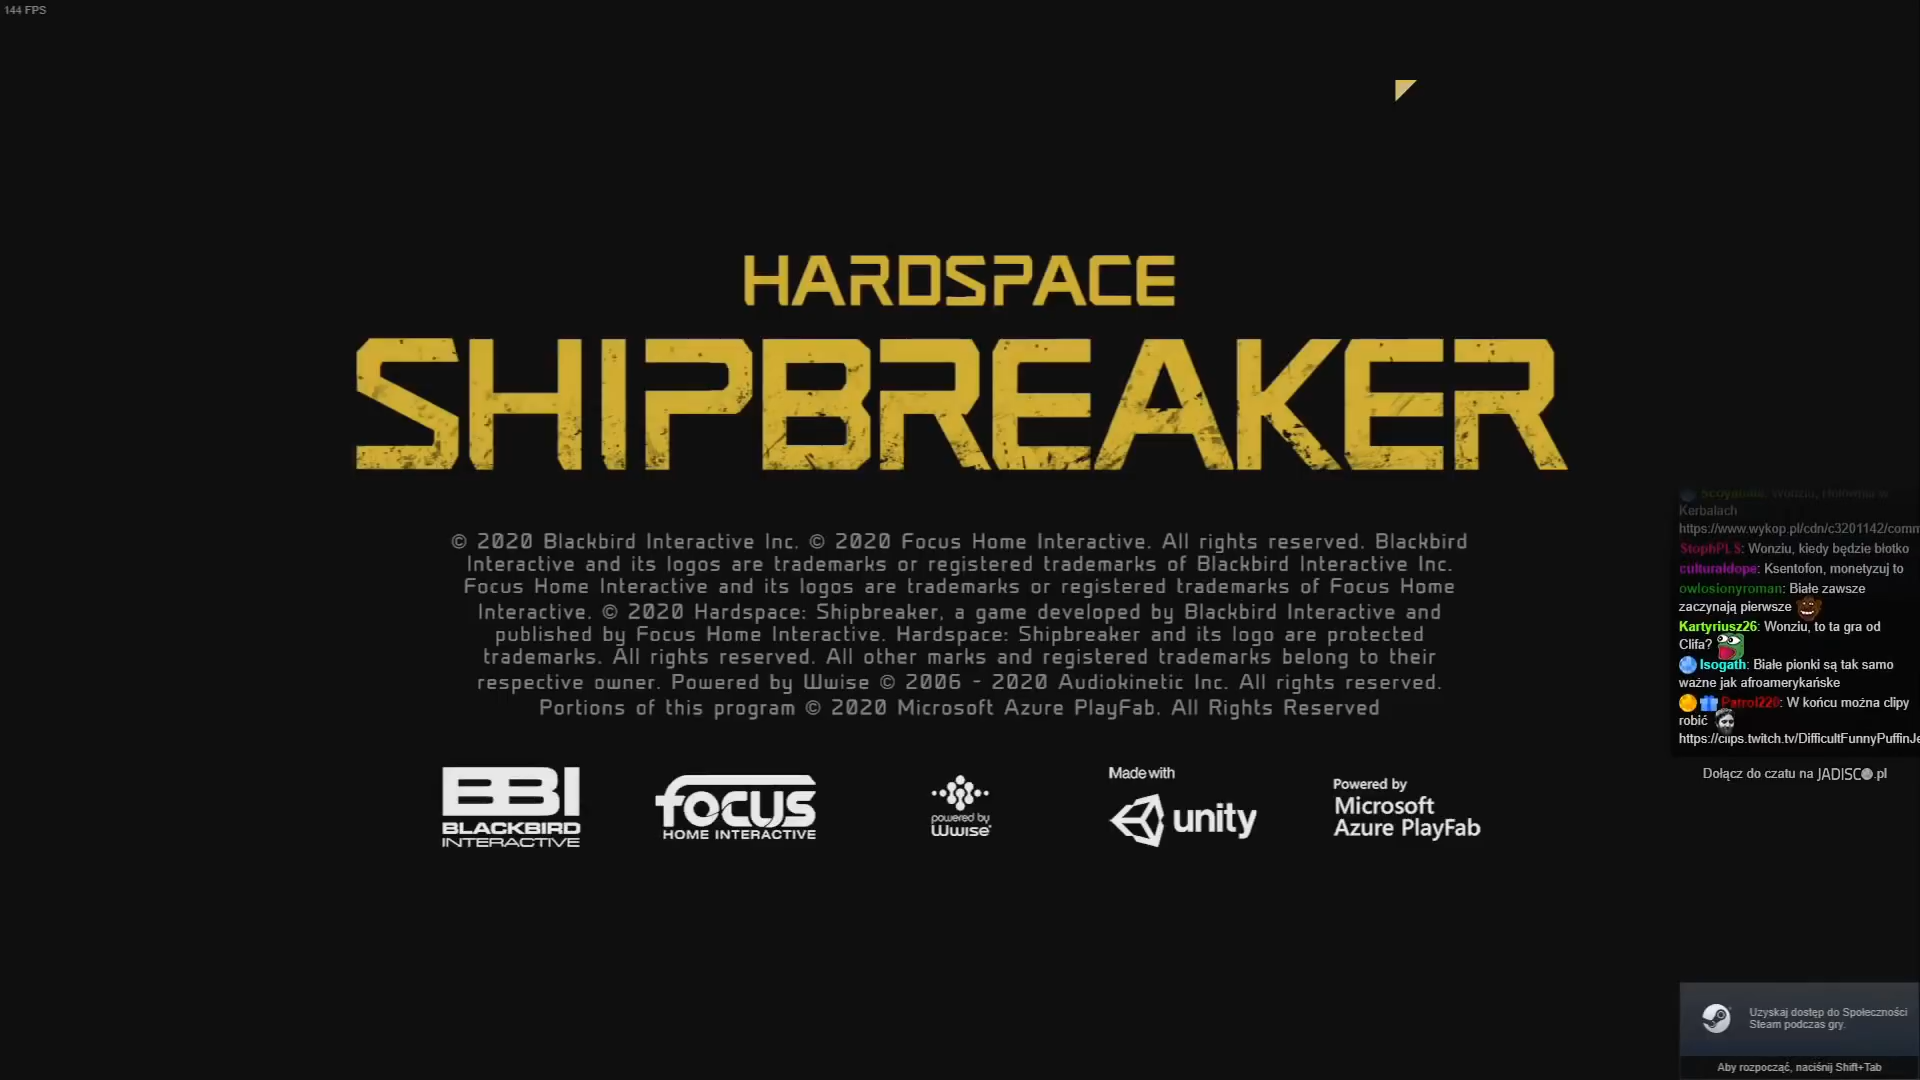 144 FPS
HARDSPACE
SHIPBREAKER
© 2020 Blackbird Interactive Inc. © 2020 Focus Home Interactive. All rights reserved. Blackbird
Interactive and its logos are trademarks or registered trademarks of Blackbird Interactive Inc.
Focus Home Interactive and its logos are trademarks or registered trademarks of Focus Home
Interactive. © 2020 Hardspace: Shipbreaker, a game developed by Blackbird Interactive and
published by Focus Home Interactive. Hardspace: Shipbreaker and its logo are protected
trademarks. All rights reserved. All other marks and registered trademarks belong to their
respective owner. Powered by Wwise © 2006 - 2020 Audiokinetic Inc. All rights reserved.
Portions of this program © 2020 Microsoft Azure PlayFab. All Rights Reserved
BBI
BLACKBIRD
INTERACTIVE
focus
HOME INTERACTIVE
powered by
Wwise
Made with
unity
Powered by
Microsoft
Azure PlayFab
Kerbalach
https://www.wykop.pl/cdn/c3201142/comm
StophPLS: Wonziu, kiedy będzie błotko
culturaldope: Ksentofon, monetyzuj to
owlosionyroman: Białe zawsze
zaczynają pierwsze
Kartyriusz26: Wonziu, to ta gra od
Clifa?
Isogath: Białe pionki są tak samo
ważne jak afroamerykańske
Patrol220: W końcu można clipy
robić
https://clips.twitch.tv/DifficultFunnyPuffinJe
Dołącz do czatu na JADISCO.pl
Uzyskaj dostęp do Społeczności
Steam podczas gry.
Aby rozpocząć, naciśnij Shift+Tab